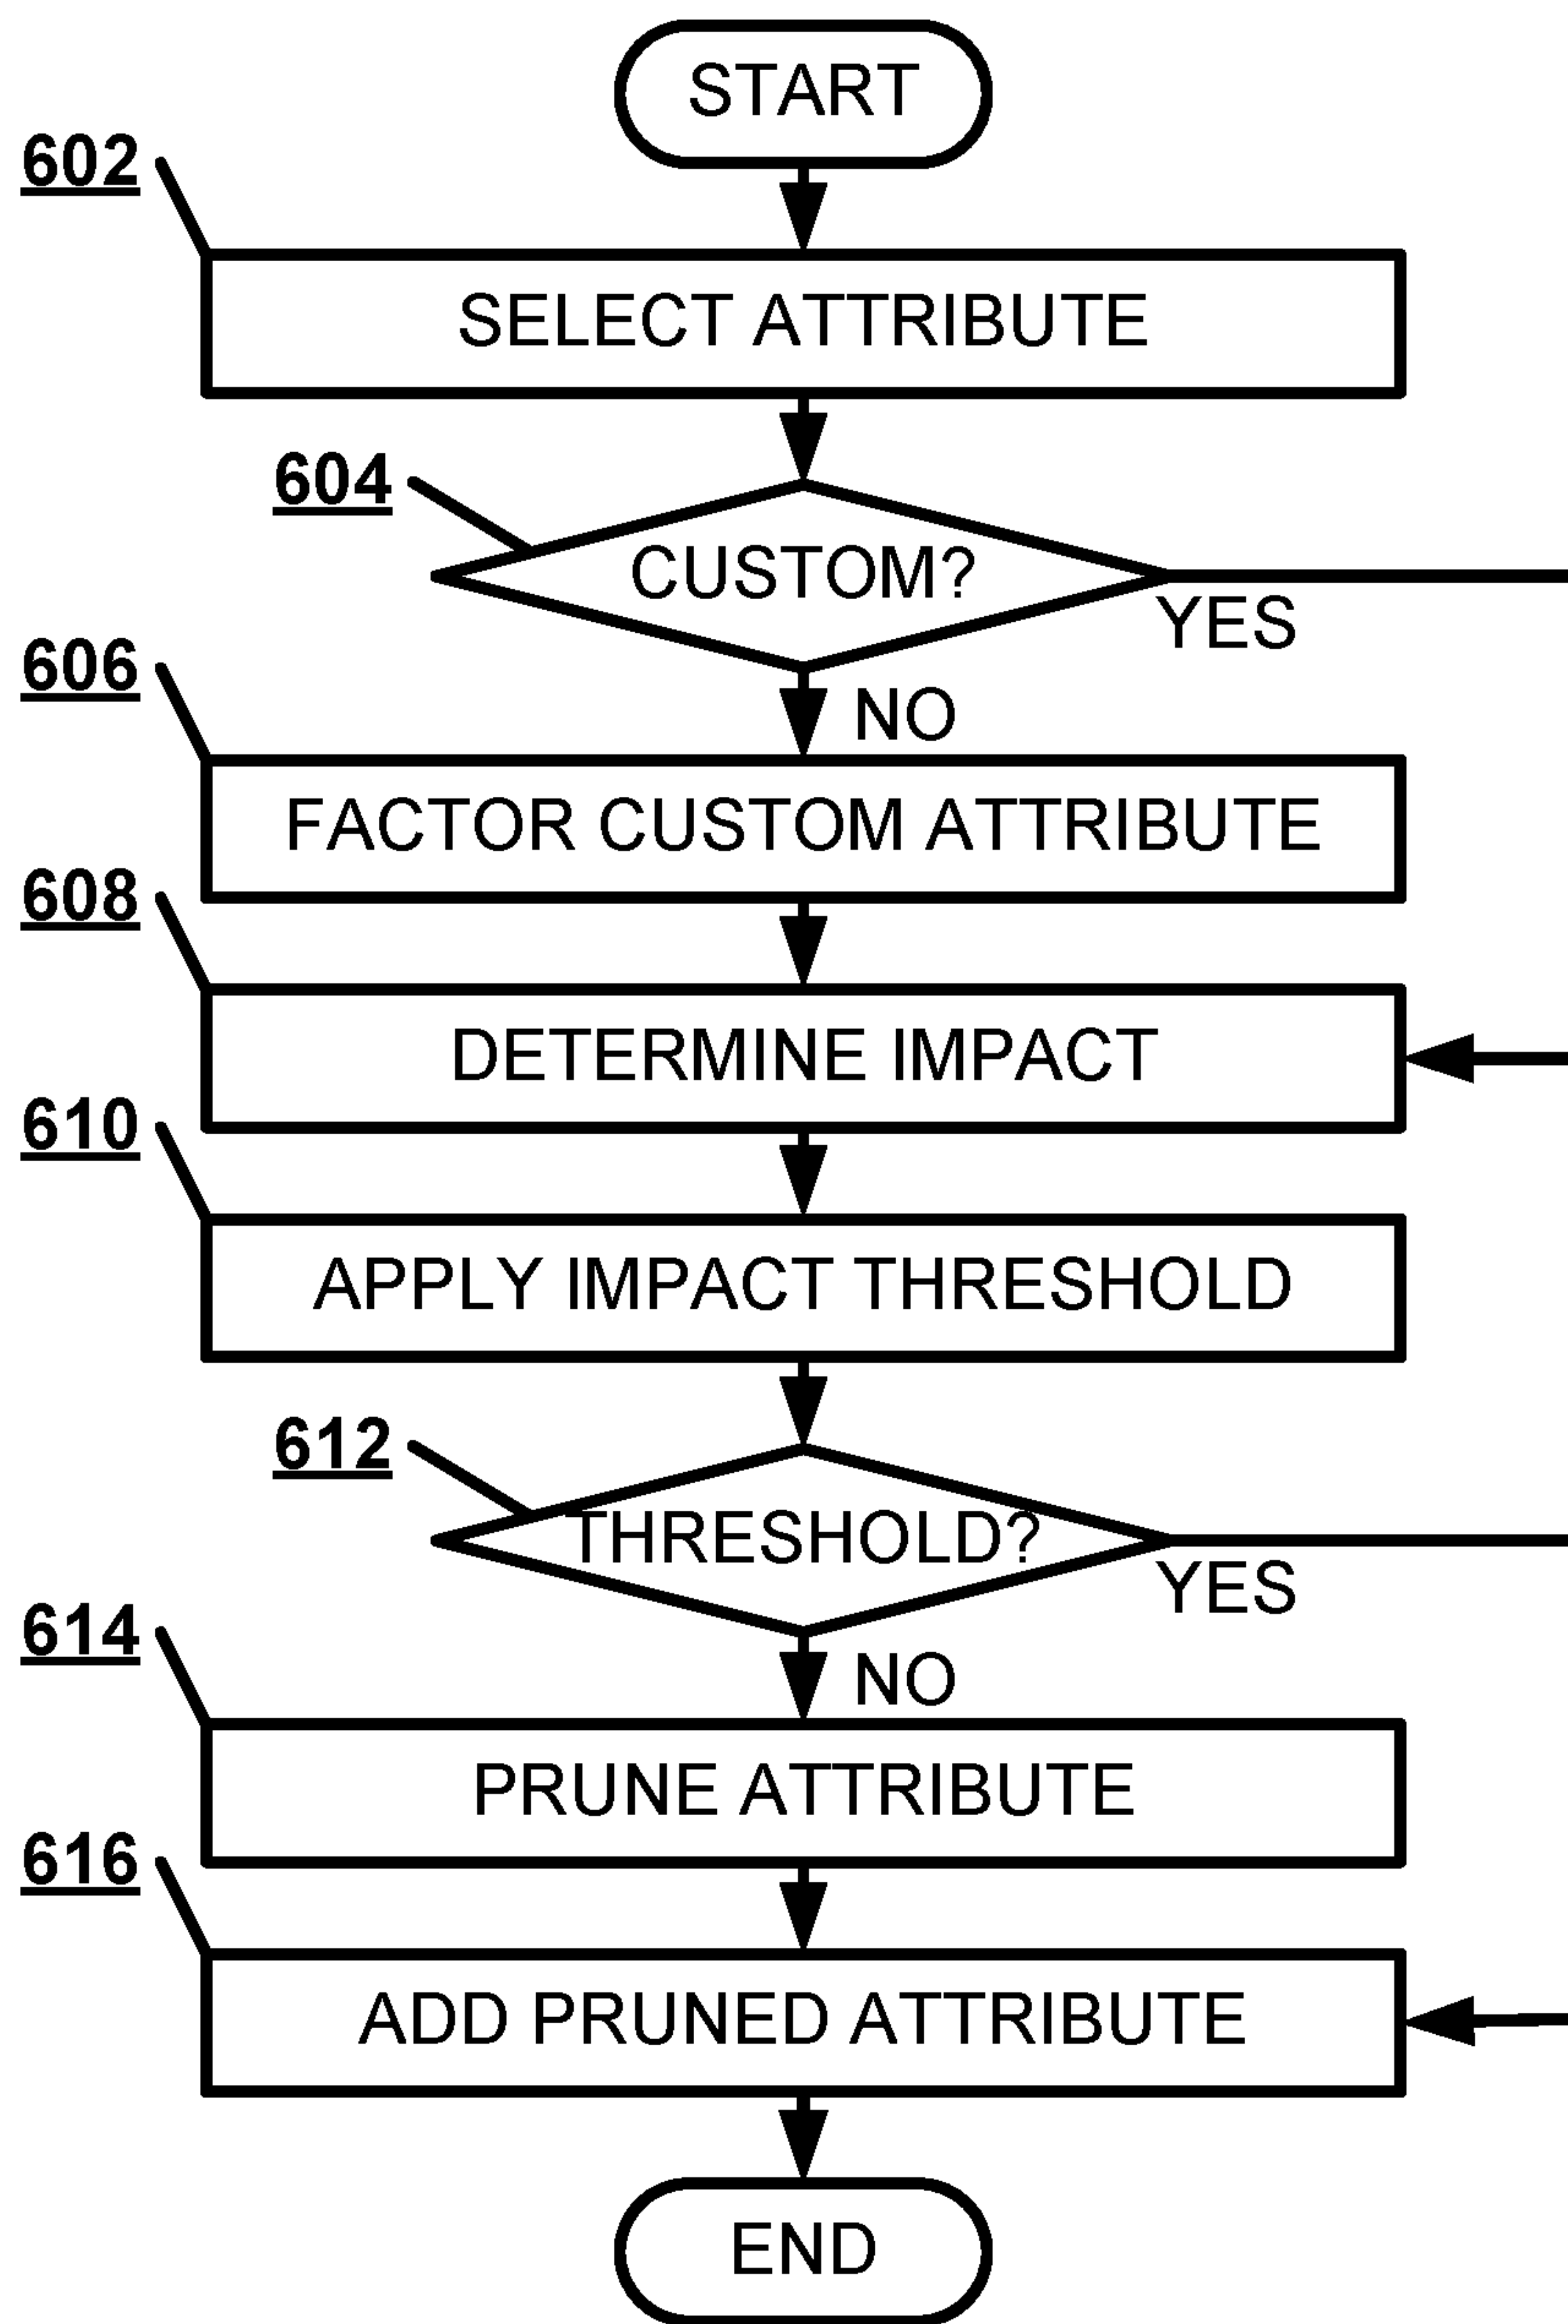 START
602
SELECT ATTRIBUTE
604
CUSTOM?
YES
606
NO
FACTOR CUSTOM ATTRIBUTE
608
DETERMINE IMPACT
610
APPLY IMPACT THRESHOLD
612
THRESHOLD?
YES
614
NO
PRUNE ATTRIBUTE
616
ADD PRUNED ATTRIBUTE
END